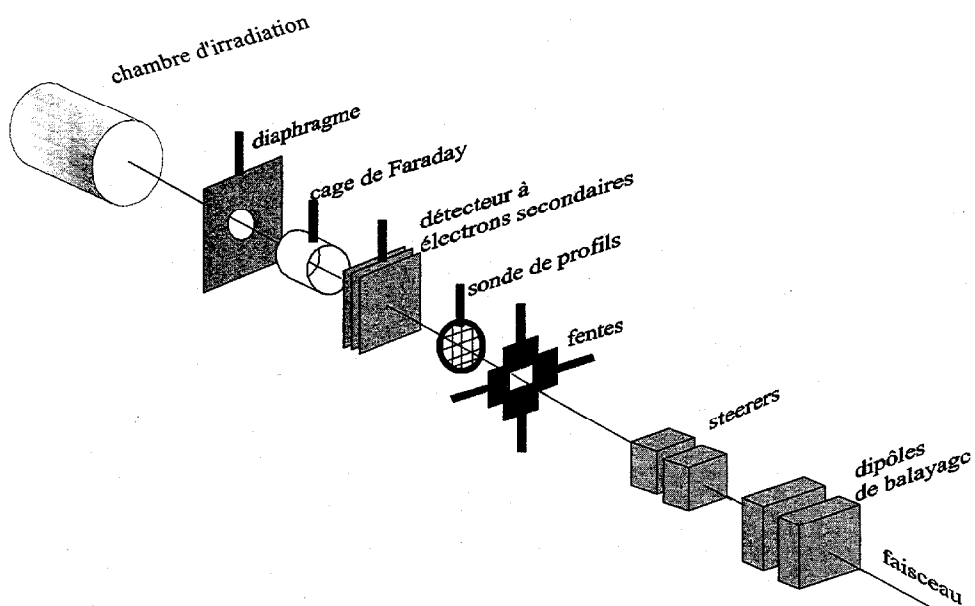 chambre d'irradiation
diaphragme
cage de Faraday
détecteur à
électrons secondaires
sonde de profils
fentes
steerers
dipôles
de balayage
faisceau